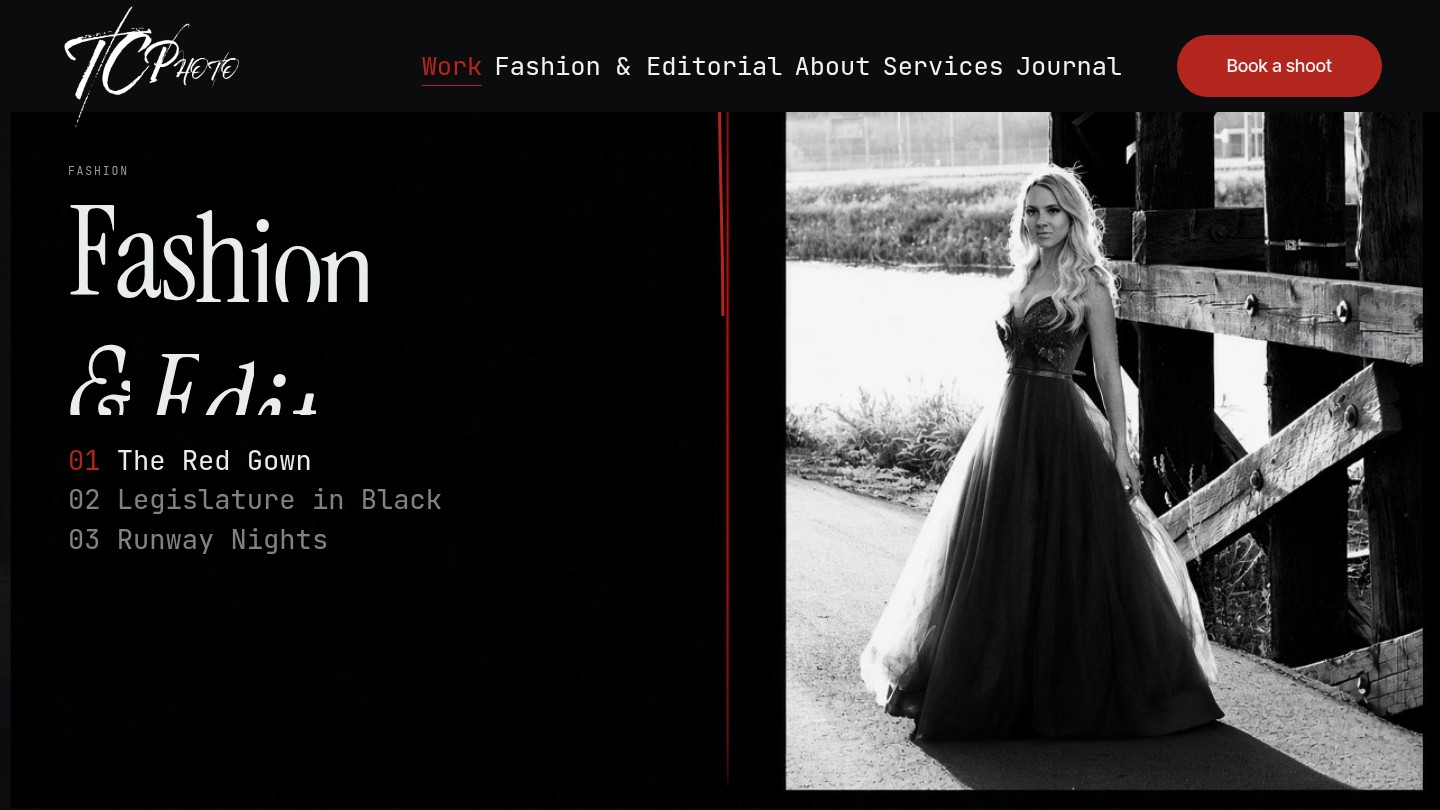 TCPHOTO
Work Fashion & Editorial About Services Journal
Book a shoot
FASHION
Fashion
& Edit
01 The Red Gown
02 Legislature in Black
03 Runway Nights